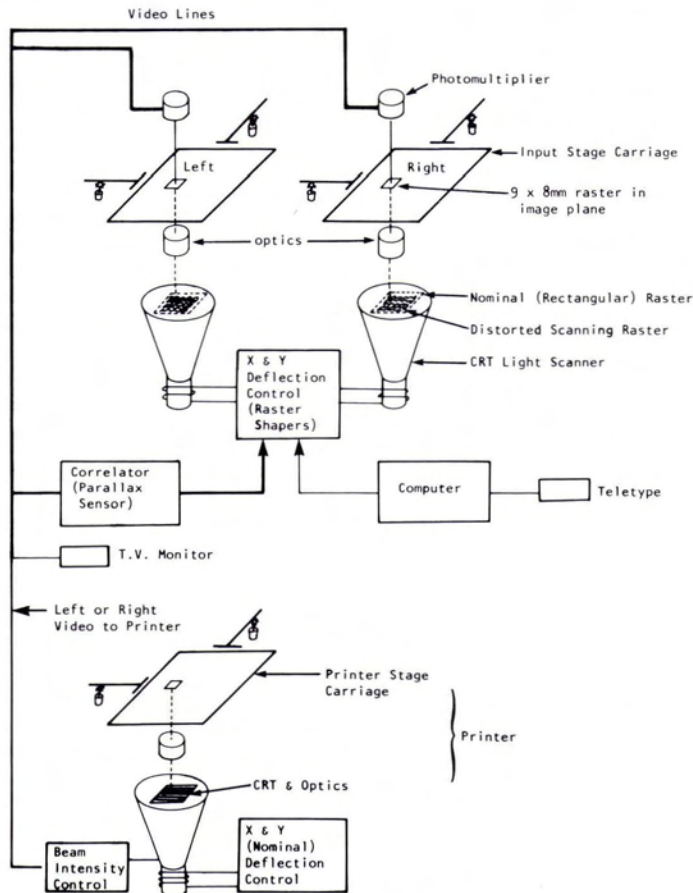 Video Lines
Photomultiplier
Left
Right
Input Stage Carriage
9 x 8mm raster in
image plane
optics
Nominal (Rectangular) Raster
Distorted Scanning Raster
CRT Light Scanner
X & Y
Deflection
Control
(Raster
Shapers)
Correlator
(Parallax
Sensor)
Computer
Teletype
T.V. Monitor
Left or Right
Video to Printer
Printer Stage
Carriage
Printer
CRT & Optics
Beam
Intensity
Control
X & Y
(Nominal)
Deflection
Control